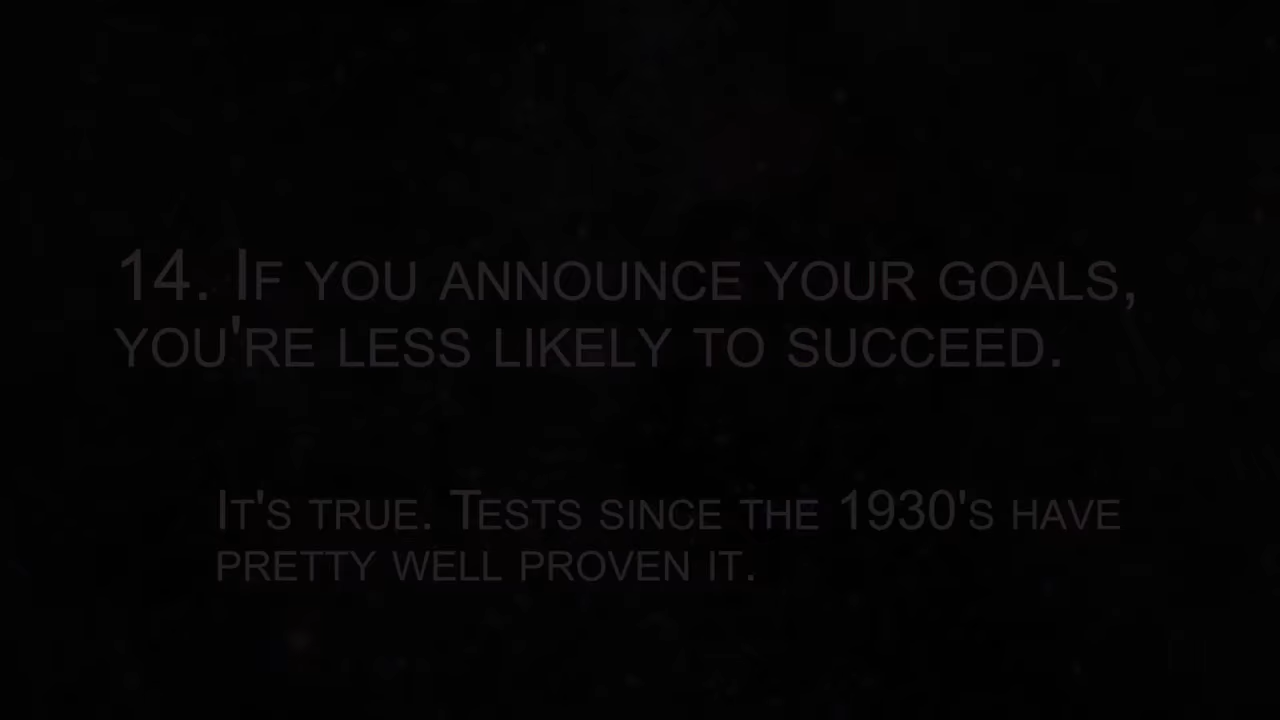 14. If you announce your goals,
you're less likely to succeed.
It's true. Tests since the 1930's have
pretty well proven it.